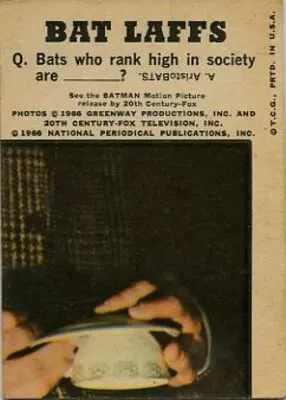 BAT LAFFS
Q. Bats who rank high in society
are ________? A. AristoBATS.
See the BATMAN Motion Picture
release by 20th Century-Fox
PHOTOS © 1966 GREENWAY PRODUCTIONS, INC. AND
20TH CENTURY-FOX TELEVISION, INC.
© 1966 NATIONAL PERIODICAL PUBLICATIONS, INC.
© T.C.G., PRTD. IN U.S.A.